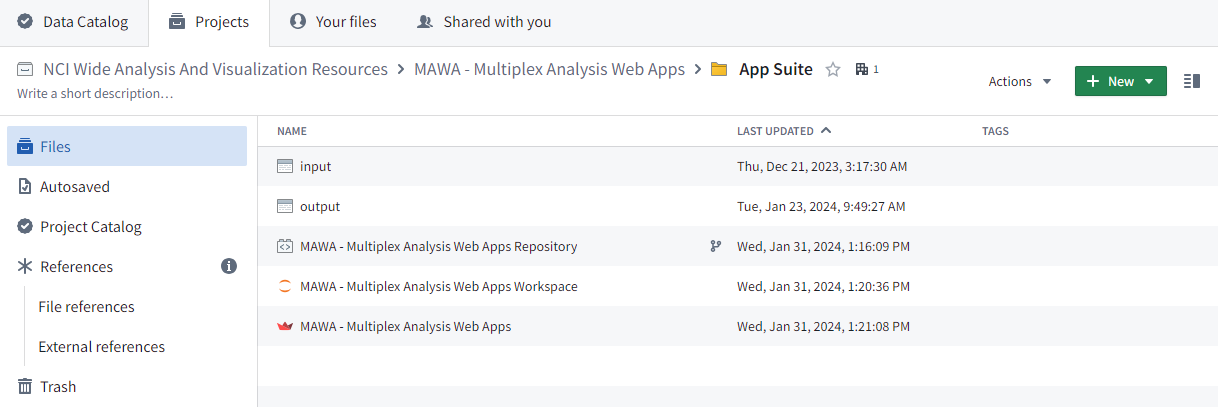 Data Catalog Projects Your files Shared with you
NCI Wide Analysis And Visualization Resources > MAWA - Multiplex Analysis Web Apps > App Suite 1
Write a short description…
Actions + New
Files
Autosaved
Project Catalog
References
File references
External references
Trash
NAME LAST UPDATED TAGS
input Thu, Dec 21, 2023, 3:17:30 AM
output Tue, Jan 23, 2024, 9:49:27 AM
MAWA - Multiplex Analysis Web Apps Repository Wed, Jan 31, 2024, 1:16:09 PM
MAWA - Multiplex Analysis Web Apps Workspace Wed, Jan 31, 2024, 1:20:36 PM
MAWA - Multiplex Analysis Web Apps Wed, Jan 31, 2024, 1:21:08 PM